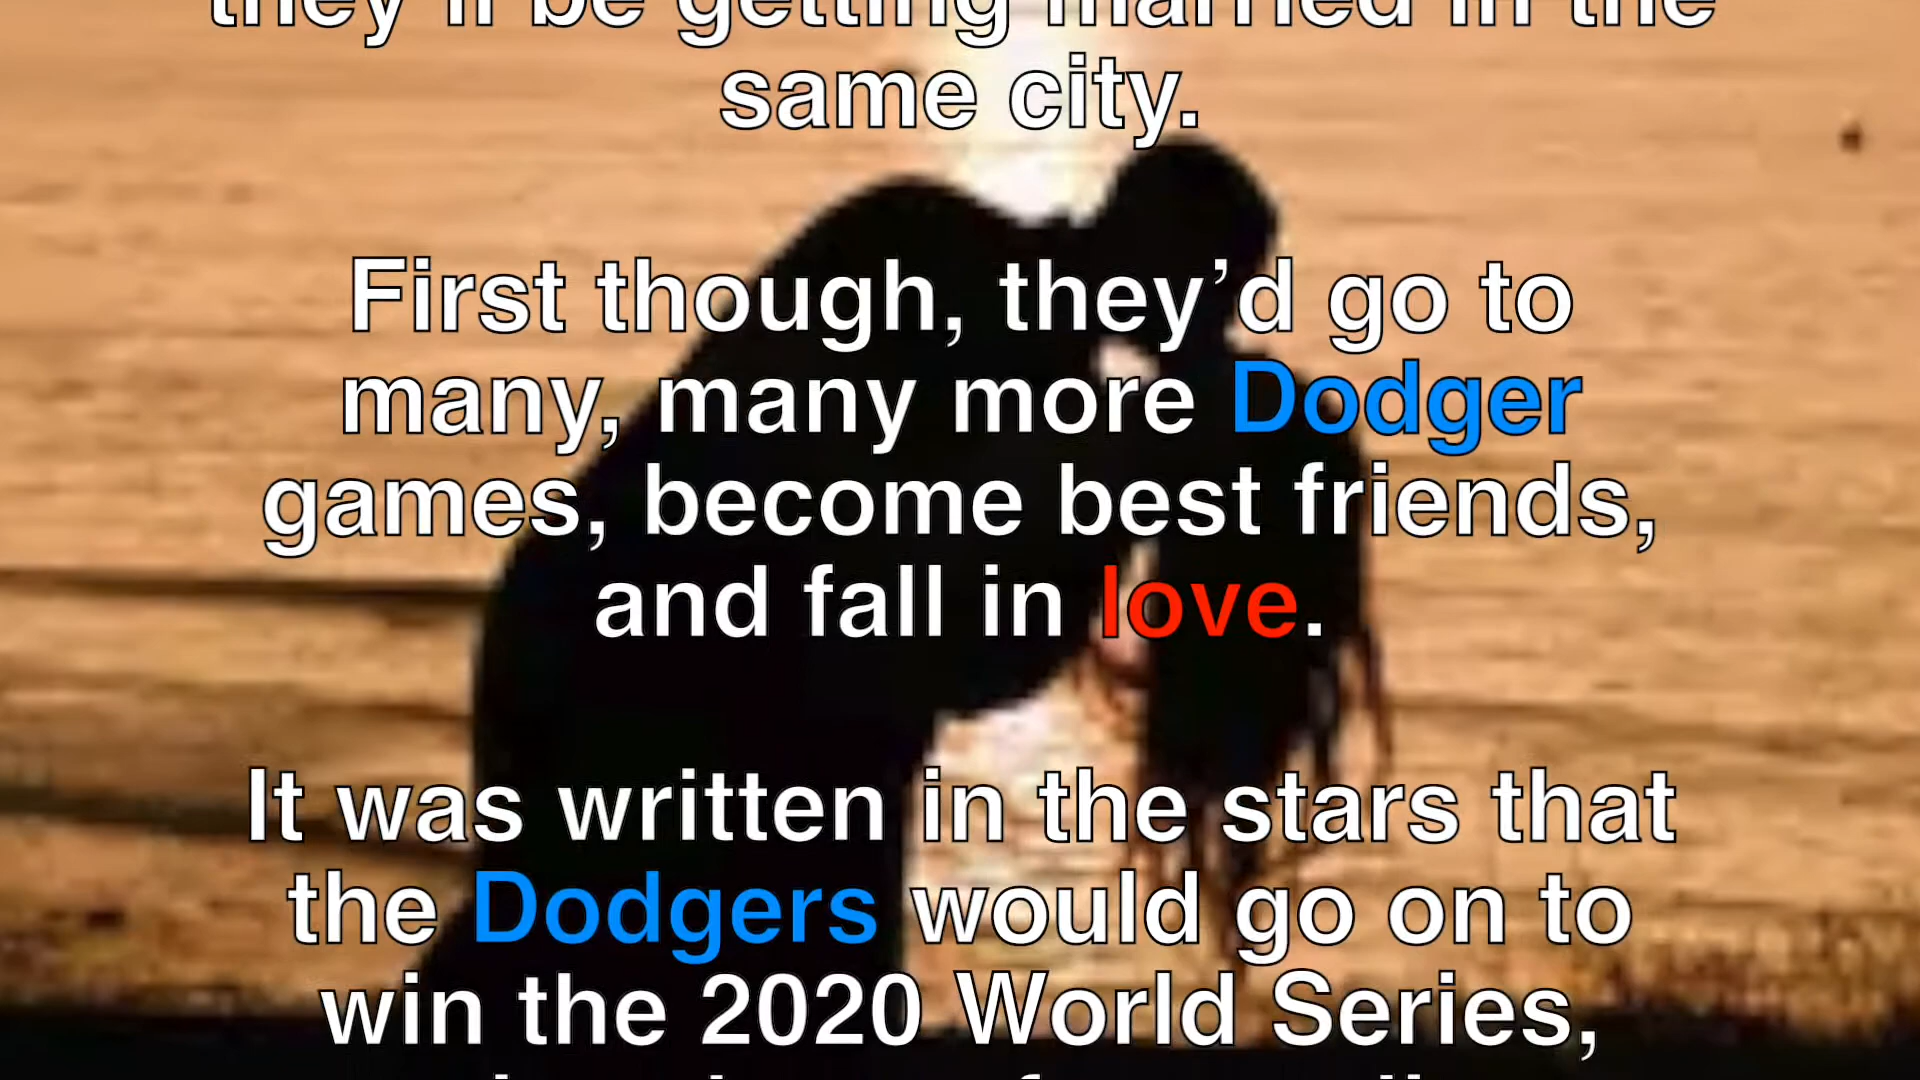 they'll be getting married in the
same city.
First though, they’d go to
many, many more Dodger
games, become best friends,
and fall in love.
It was written in the stars that
the Dodgers would go on to
win the 2020 World Series,